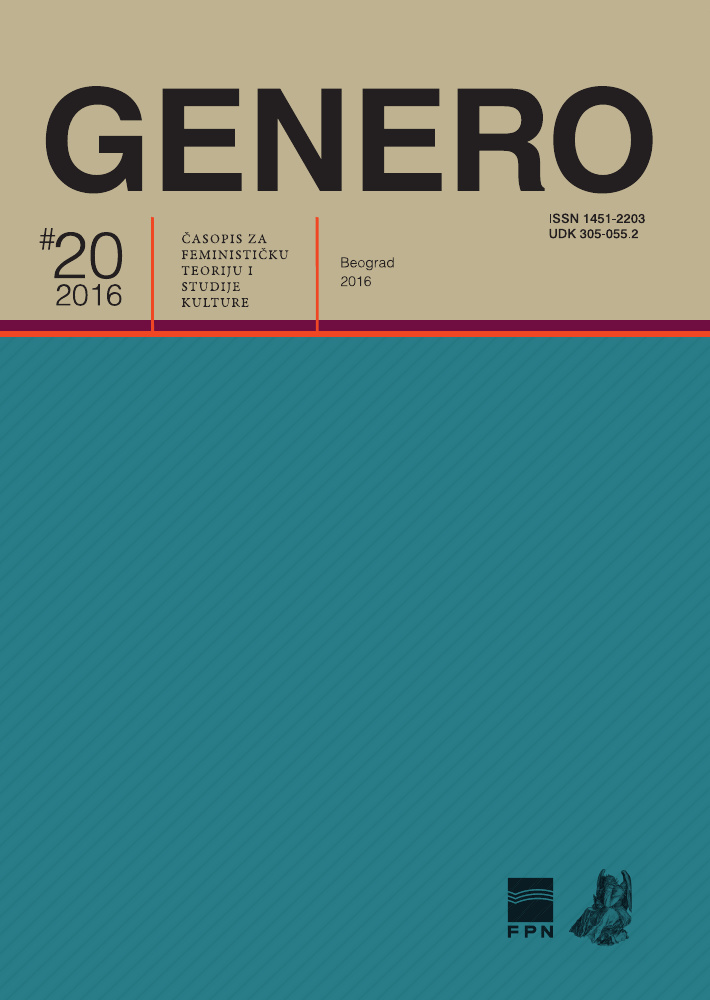 GENERO
ISSN 1451-2203
UDK 305-055.2
#20
2016
ČASOPIS ZA
FEMINISTIČKU
TEORIJU I
STUDIJE
KULTURE
Beograd
2016
FPN